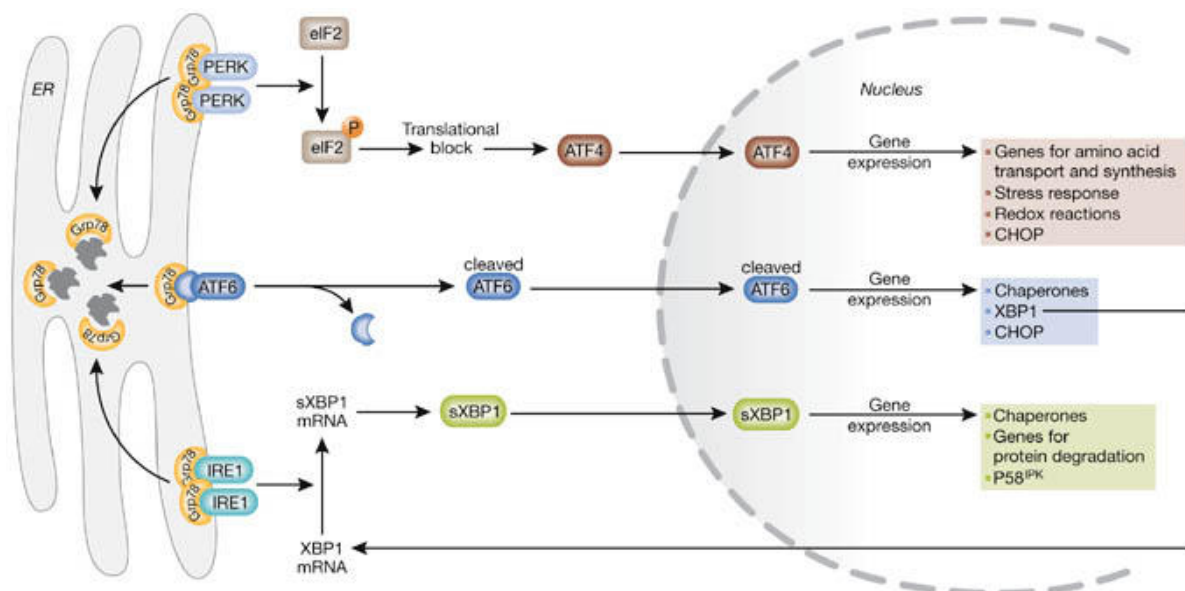 ER
Grp78
PERK
Grp78
PERK
eIF2
P
eIF2
Translational
block
ATF4
Nucleus
ATF4
Gene
expression
Genes for amino acid
transport and synthesis
Stress response
Redox reactions
CHOP
Grp78
Grp78
Grp78
Grp78
ATF6
cleaved
ATF6
cleaved
ATF6
Gene
expression
Chaperones
XBP1
CHOP
Grp78
IRE1
Grp78
IRE1
sXBP1
mRNA
sXBP1
sXBP1
Gene
expression
Chaperones
Genes for
protein degradation
P58IPK
XBP1
mRNA